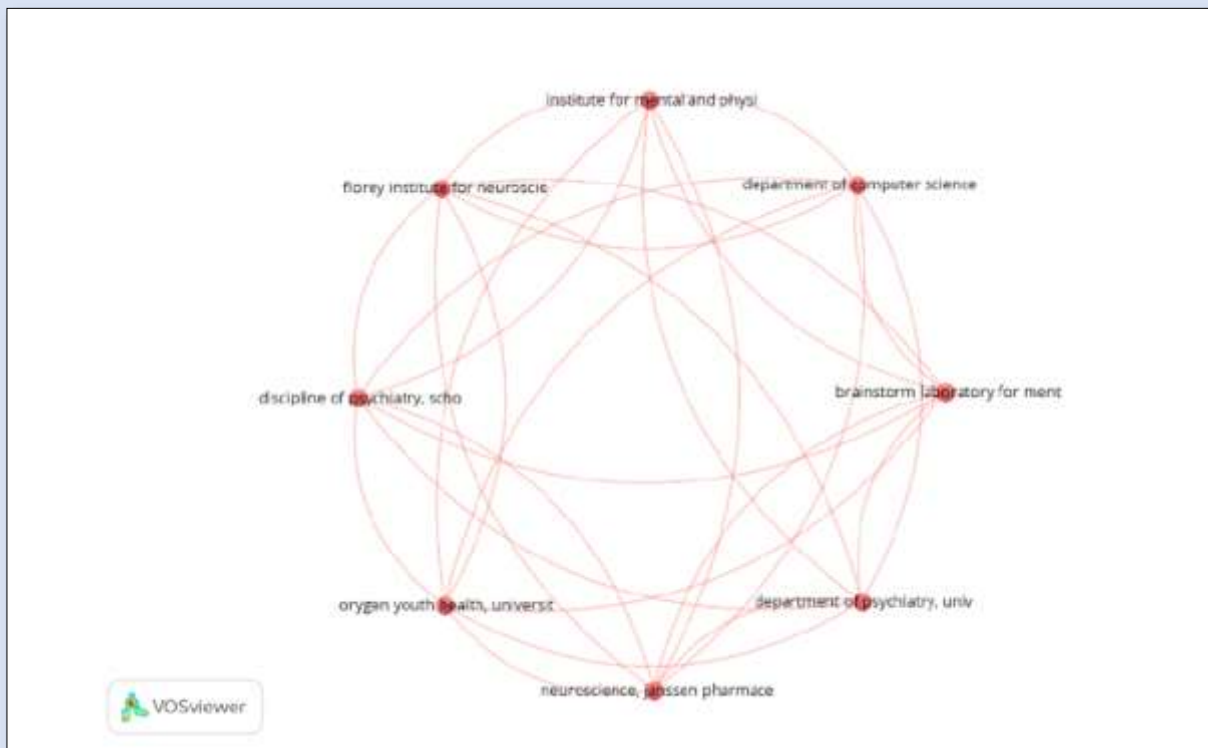 institute for mental and physi
department of computer science
florey institute for neuroscie
brainstorm laboratory for ment
discipline of psychiatry, scho
department of psychiatry, univ
orygen youth health, universit
neuroscience, janssen pharmace
VOSviewer